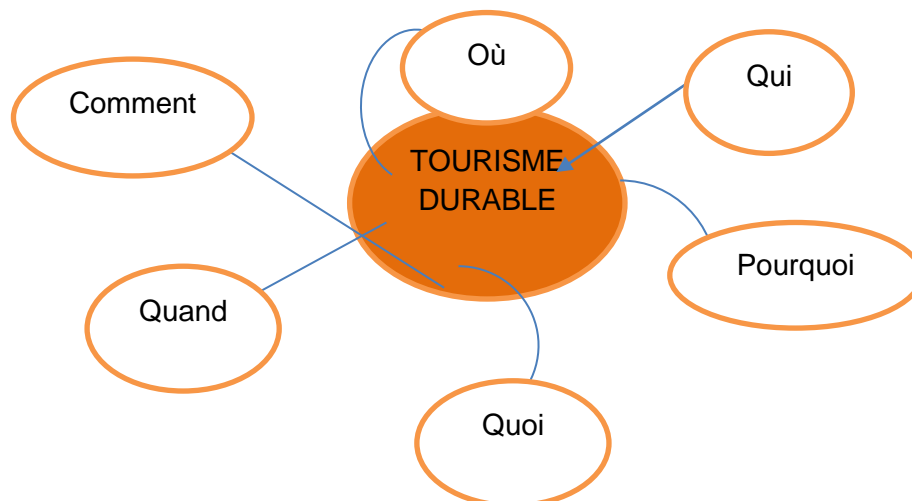 Où
Qui
Comment
TOURISME
DURABLE
Pourquoi
Quand
Quoi